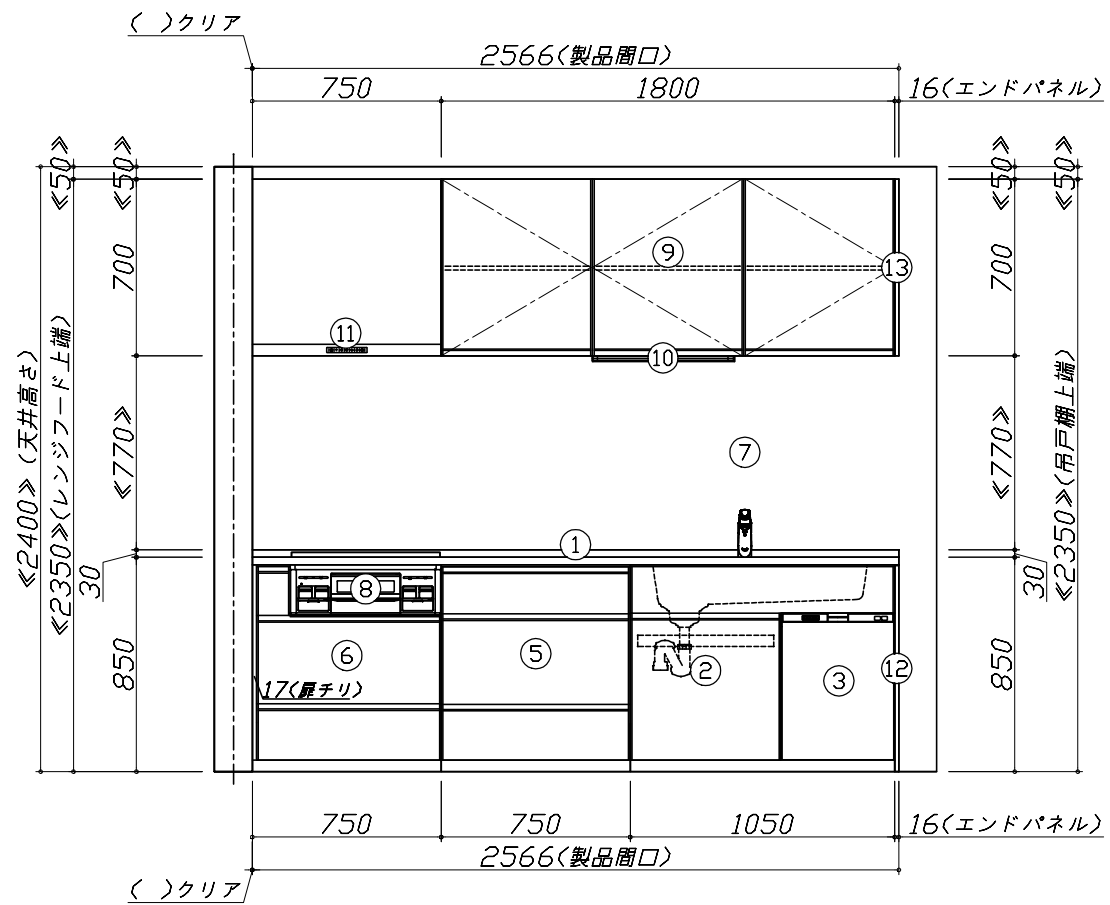 ( )クリア
2566(製品間口)
750
1800
16(エンドパネル)
≪50≫
≪50≫
≪50≫
≪50≫
700
700
9
13
11
10
≪2400≫(天井高さ)
≪2350≫(レンジフード上端)
≪770≫
≪770≫
≪2350≫(吊戸棚上端)
7
1
30
30
8
6
5
2
3
12
850
850
17(扉チリ)
750
750
1050
16(エンドパネル)
2566(製品間口)
( )クリア